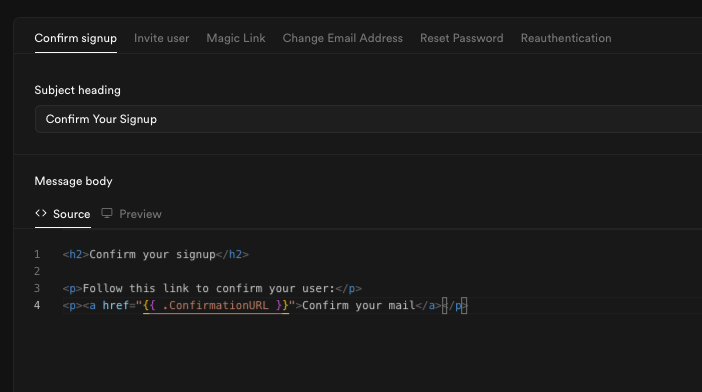 Confirm signup Invite user Magic Link Change Email Address Reset Password Reauthentication
Subject heading
Confirm Your Signup
Message body
<> Source Preview
1 <h2>Confirm your signup</h2>
2
3 <p>Follow this link to confirm your user:</p>
4 <p><a href="{{ .ConfirmationURL }}">Confirm your mail</a></p>